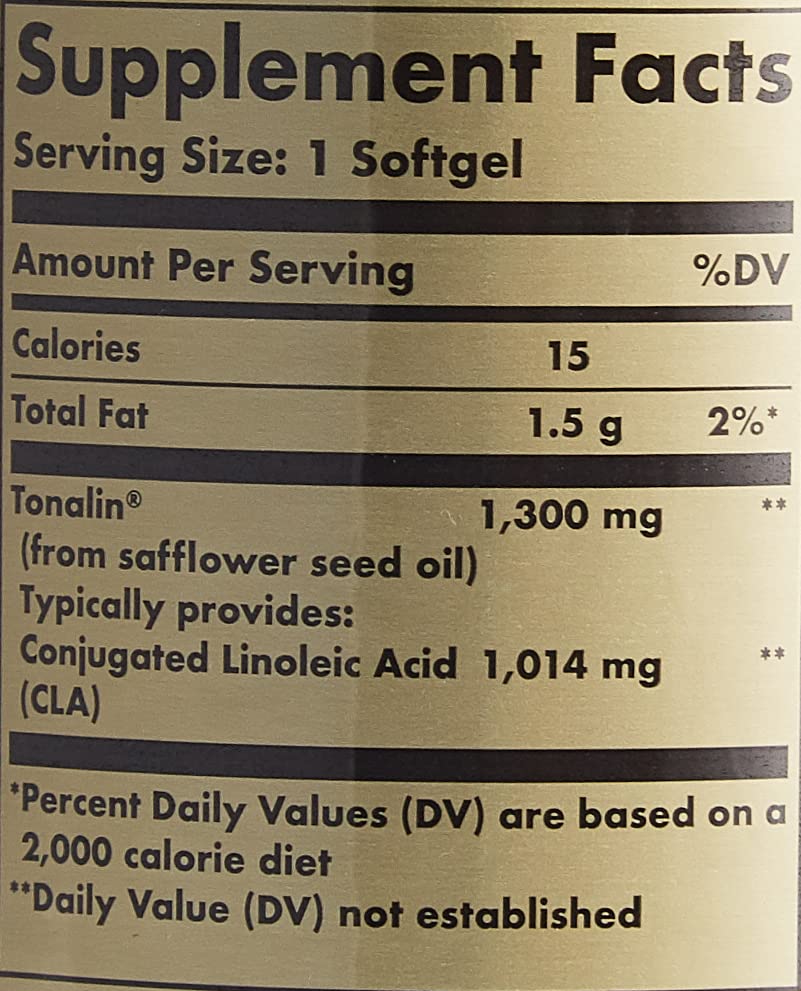 Supplement Facts
Serving Size: 1 Softgel
Amount Per Serving %DV
Calories 15
Total Fat 1.5 g 2%*
Tonalin® 1,300 mg **
(from safflower seed oil)
Typically provides:
Conjugated Linoleic Acid 1,014 mg **
(CLA)
*Percent Daily Values (DV) are based on a
2,000 calorie diet
**Daily Value (DV) not established